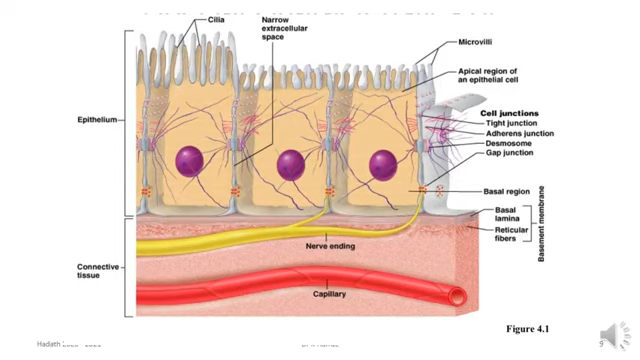 Cilia
Narrow
extracellular
space
Microvilli
Apical region of
an epithelial cell
Epithelium
Cell junctions
Tight junction
Adherens junction
Desmosome
Gap junction
Basal region
Basal
lamina
Reticular
fibers
Basement membrane
Nerve ending
Connective
tissue
Capillary
Figure 4.1
Hadath
9